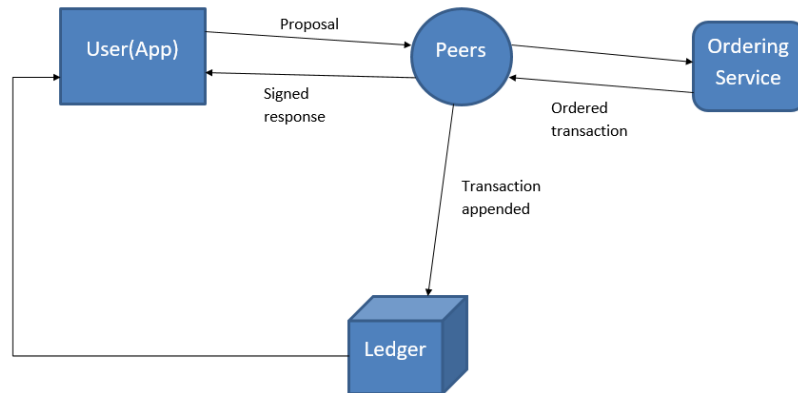 User(App)
Proposal
Peers
Ordering
Service
Signed
response
Ordered
transaction
Transaction
appended
Ledger